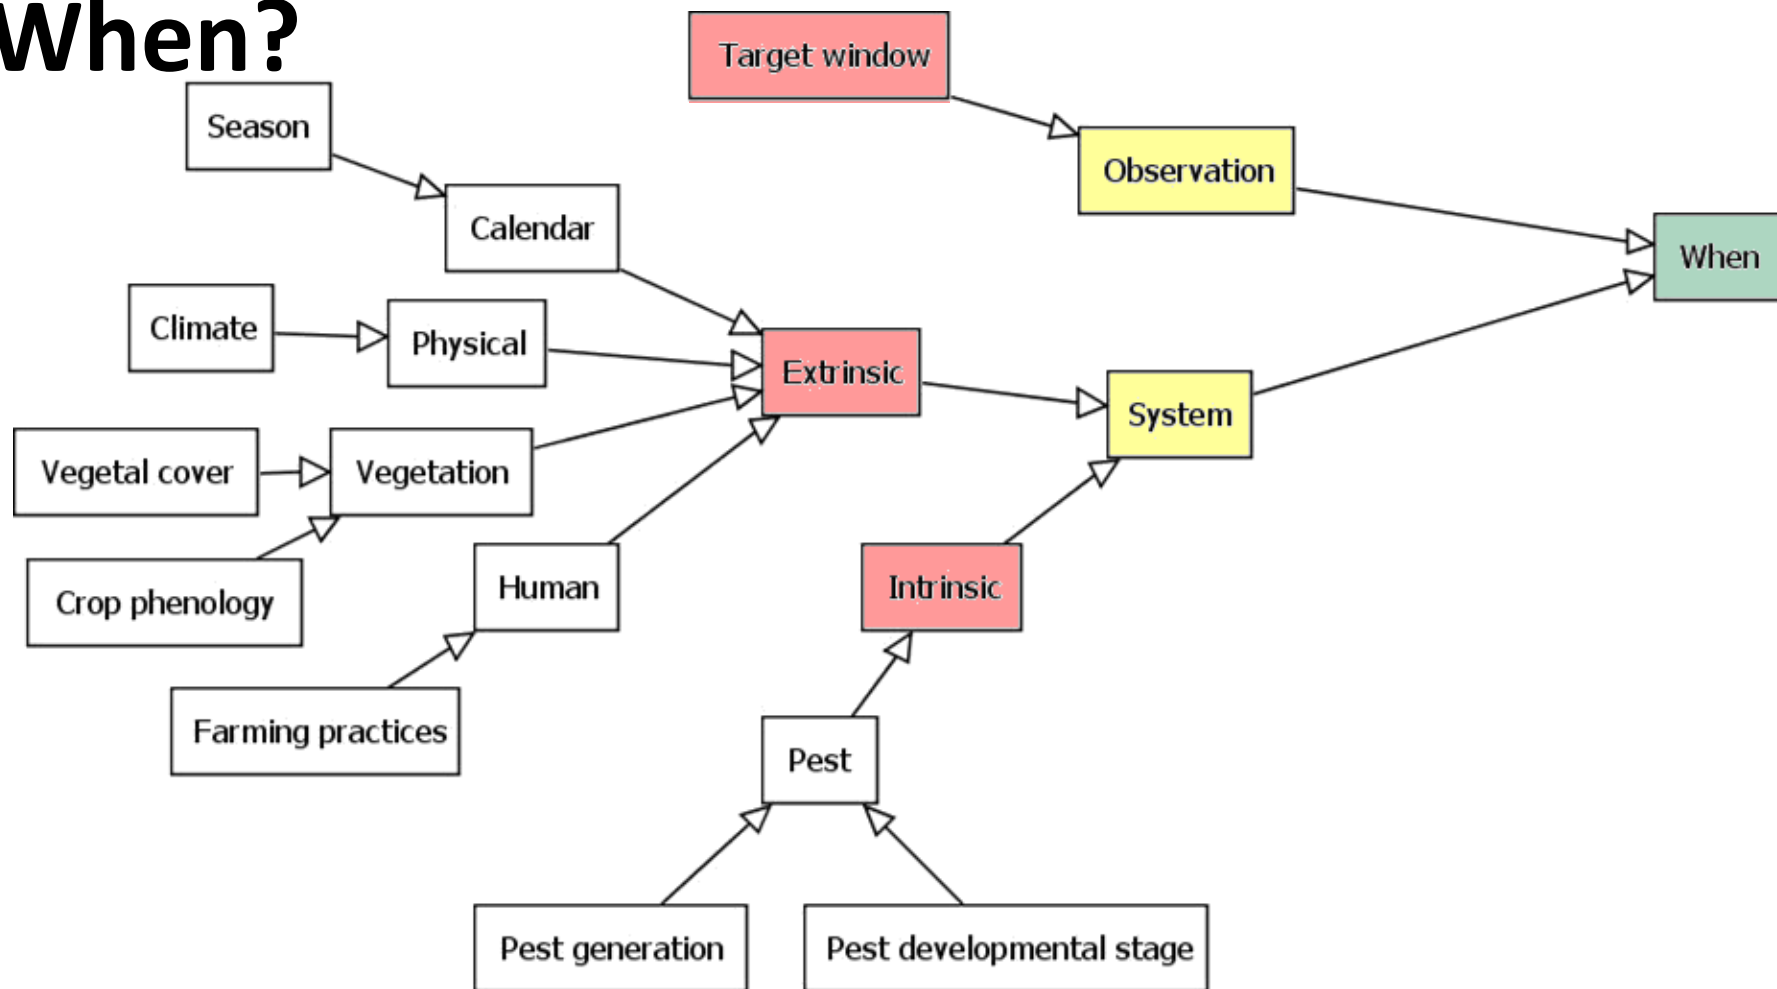 When?
Target window
Season
Observation
Calendar
When
Climate
Physical
Extrinsic
System
Vegetal cover
Vegetation
Crop phenology
Human
Intrinsic
Farming practices
Pest
Pest generation
Pest developmental stage